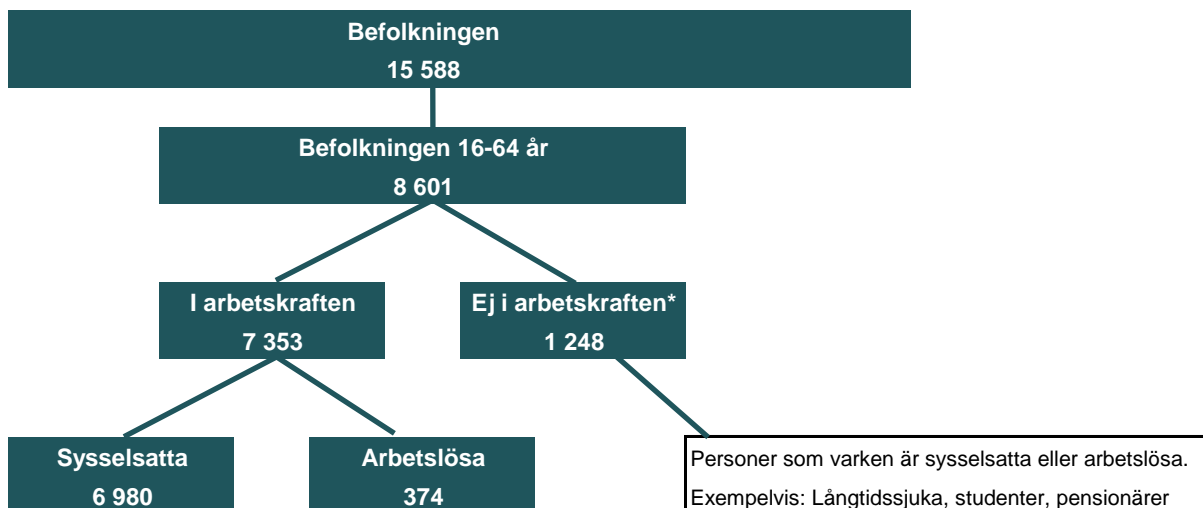 Befolkningen
15 588
Befolkningen 16-64 år
8 601
I arbetskraften
7 353
Ej i arbetskraften*
1 248
Sysselsatta
6 980
Arbetslösa
374
Personer som varken är sysselsatta eller arbetslösa.
Exempelvis: Långtidssjuka, studenter, pensionärer